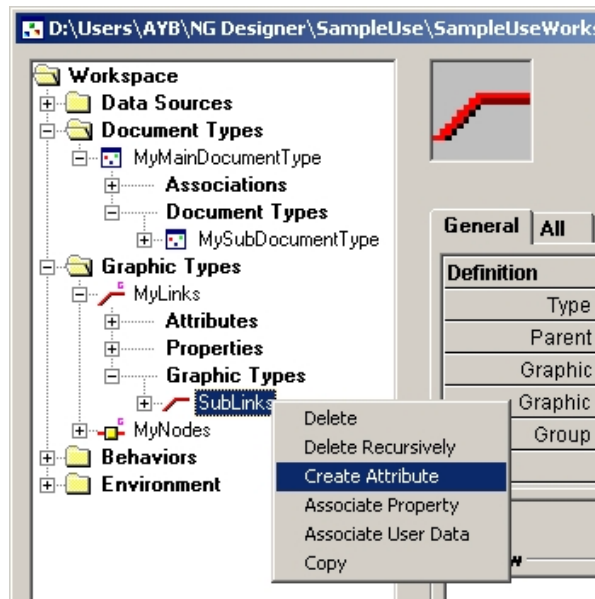 D:\Users\AYB\NG Designer\SampleUse\SampleUseWorks
Workspace
Data Sources
Document Types
MyMainDocumentType
Associations
Document Types
MySubDocumentType
Graphic Types
MyLinks
Attributes
Properties
Graphic Types
SubLinks
MyNodes
Behaviors
Environment
Delete
Delete Recursively
Create Attribute
Associate Property
Associate User Data
Copy
General All
Definition
Type
Parent
Graphic
Graphic
Group